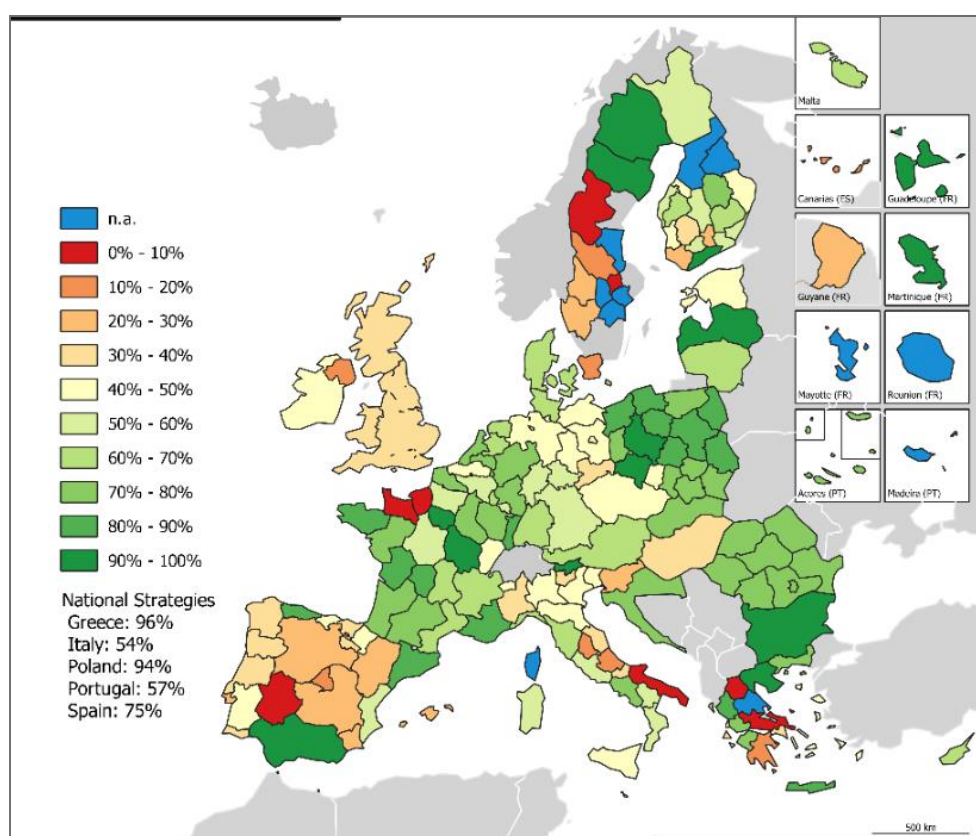 n.a.
0% - 10%
10% - 20%
20% - 30%
30% - 40%
40% - 50%
50% - 60%
60% - 70%
70% - 80%
80% - 90%
90% - 100%
National Strategies
Greece: 96%
Italy: 54%
Poland: 94%
Portugal: 57%
Spain: 75%
Malta
Canarias (ES)
Guadeloupe (FR)
Guyane (FR)
Martinique (FR)
Mayotte (FR)
Reunion (FR)
Acores (PT)
Madeira (PT)
500 km